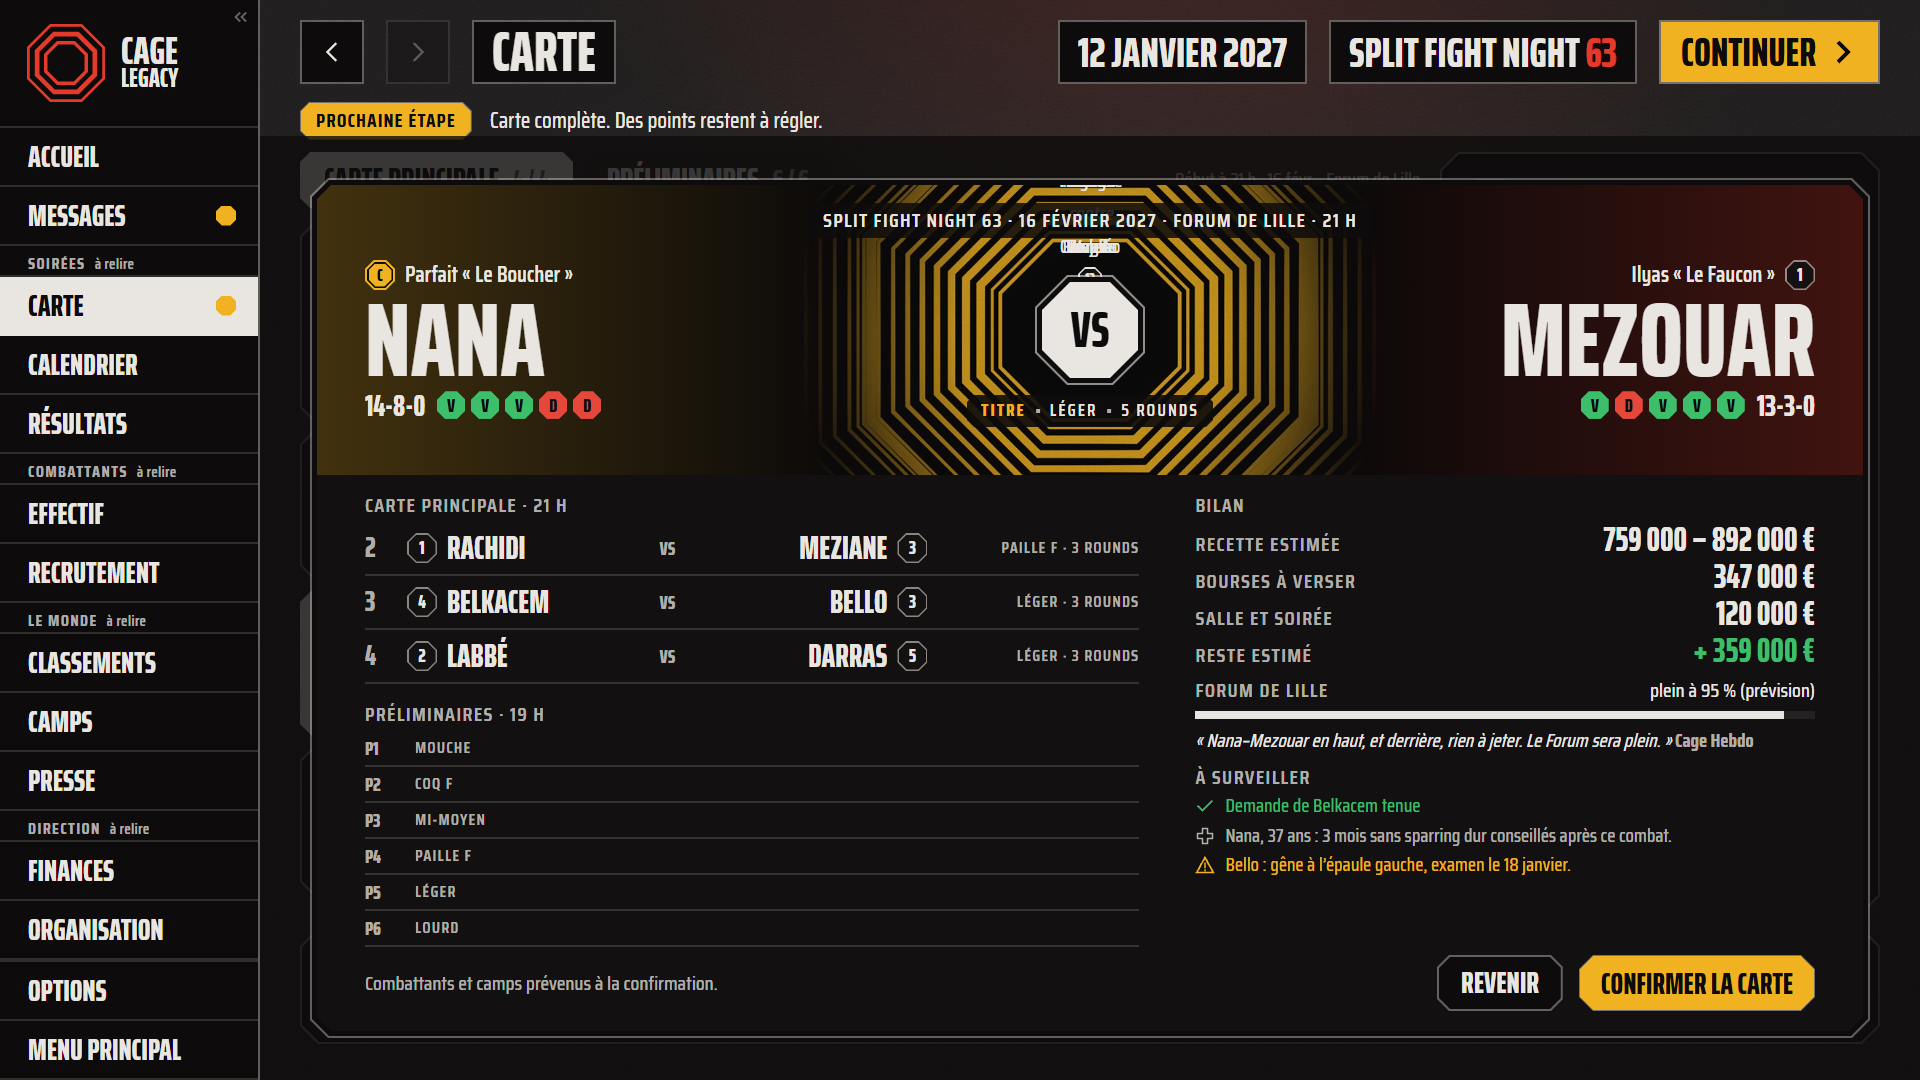 CAGE
LEGACY
ACCUEIL
MESSAGES
SOIRÉES à relire
CARTE
CALENDRIER
RÉSULTATS
COMBATTANTS à relire
EFFECTIF
RECRUTEMENT
LE MONDE à relire
CLASSEMENTS
CAMPS
PRESSE
DIRECTION à relire
FINANCES
ORGANISATION
OPTIONS
MENU PRINCIPAL
CARTE
12 JANVIER 2027
SPLIT FIGHT NIGHT 63
CONTINUER
PROCHAINE ÉTAPE
Carte complète. Des points restent à régler.
SPLIT FIGHT NIGHT 63 · 16 FÉVRIER 2027 · FORUM DE LILLE · 21 H
C Parfait « Le Boucher »
NANA
14-8-0 V V V D D
VS
TITRE · LÉGER · 5 ROUNDS
Ilyas « Le Faucon » 1
MEZOUAR
V D V V V 13-3-0
CARTE PRINCIPALE · 21 H
2 1 RACHIDI VS MEZIANE 3 PAILLE F · 3 ROUNDS
3 4 BELKACEM VS BELLO 3 LÉGER · 3 ROUNDS
4 2 LABBÉ VS DARRAS 5 LÉGER · 3 ROUNDS
PRÉLIMINAIRES · 19 H
P1 MOUCHE
P2 COQ F
P3 MI-MOYEN
P4 PAILLE F
P5 LÉGER
P6 LOURD
Combattants et camps prévenus à la confirmation.
BILAN
RECETTE ESTIMÉE 759 000 – 892 000 €
BOURSES À VERSER 347 000 €
SALLE ET SOIRÉE 120 000 €
RESTE ESTIMÉ + 359 000 €
FORUM DE LILLE plein à 95 % (prévision)
« Nana–Mezouar en haut, et derrière, rien à jeter. Le Forum sera plein. » Cage Hebdo
À SURVEILLER
Demande de Belkacem tenue
Nana, 37 ans : 3 mois sans sparring dur conseillés après ce combat.
Bello : gêne à l'épaule gauche, examen le 18 janvier.
REVENIR
CONFIRMER LA CARTE